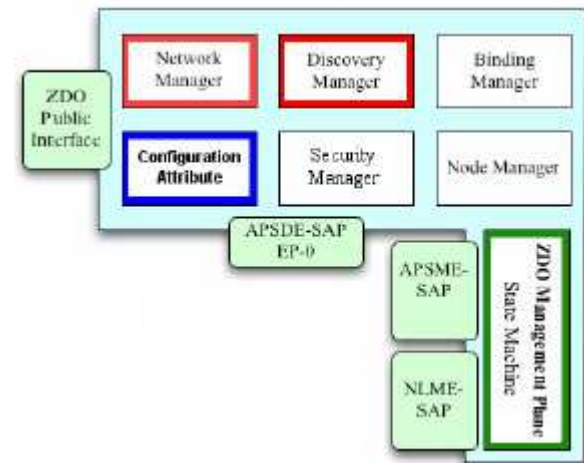 Network
Manager
Discovery
Manager
Binding
Manager
ZDO
Public
Interface
Configuration
Attribute
Security
Manager
Node Manager
APSDE-SAP
EP-0
APSME-
SAP
NLME-
SAP
ZDO Management Plane
State Machine